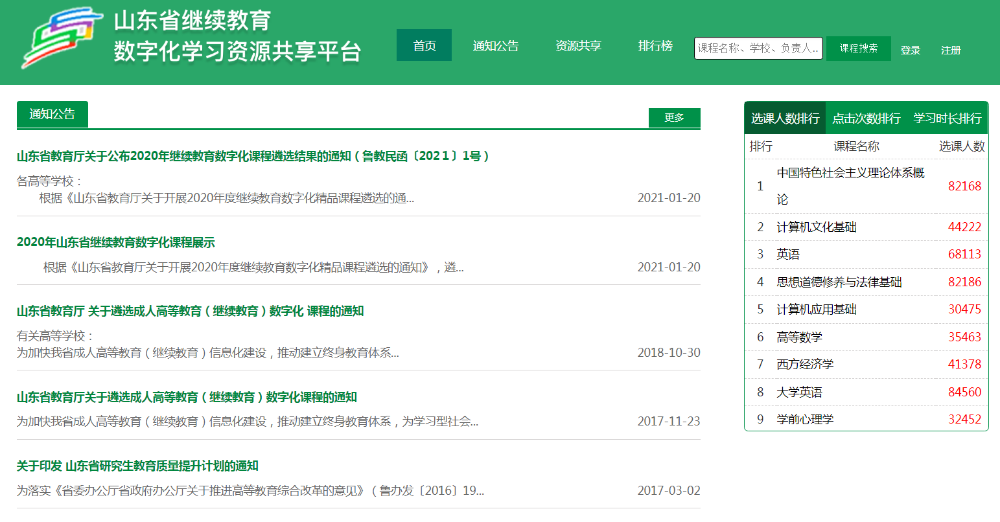 山东省继续教育
数字化学习资源共享平台
首页
通知公告
资源共享
排行榜
课程名称、学校、负责人..
课程搜索
登录
注册
通知公告
更多
山东省教育厅关于公布2020年继续教育数字化课程遴选结果的通知（鲁教民函〔2021〕1号）
各高等学校：
根据《山东省教育厅关于开展2020年度继续教育数字化精品课程遴选的通...
2021-01-20
2020年山东省继续教育数字化课程展示
根据《山东省教育厅关于开展2020年度继续教育数字化精品课程遴选的通知》，遴...
2021-01-20
山东省教育厅 关于遴选成人高等教育（继续教育）数字化 课程的通知
有关高等学校：
为加快我省成人高等教育（继续教育）信息化建设，推动建立终身教育体系...
2018-10-30
山东省教育厅关于遴选成人高等教育（继续教育）数字化课程的通知
为加快我省成人高等教育（继续教育）信息化建设，推动建立终身教育体系，为学习型社会...
2017-11-23
关于印发 山东省研究生教育质量提升计划的通知
为落实《省委办公厅省政府办公厅关于推进高等教育综合改革的意见》（鲁办发〔2016〕19...
2017-03-02
选课人数排行 点击次数排行 学习时长排行
排行 课程名称 选课人数
1 中国特色社会主义理论体系概
论 82168
2 计算机文化基础 44222
3 英语 68113
4 思想道德修养与法律基础 82186
5 计算机应用基础 30475
6 高等数学 35463
7 西方经济学 41378
8 大学英语 84560
9 学前心理学 32452